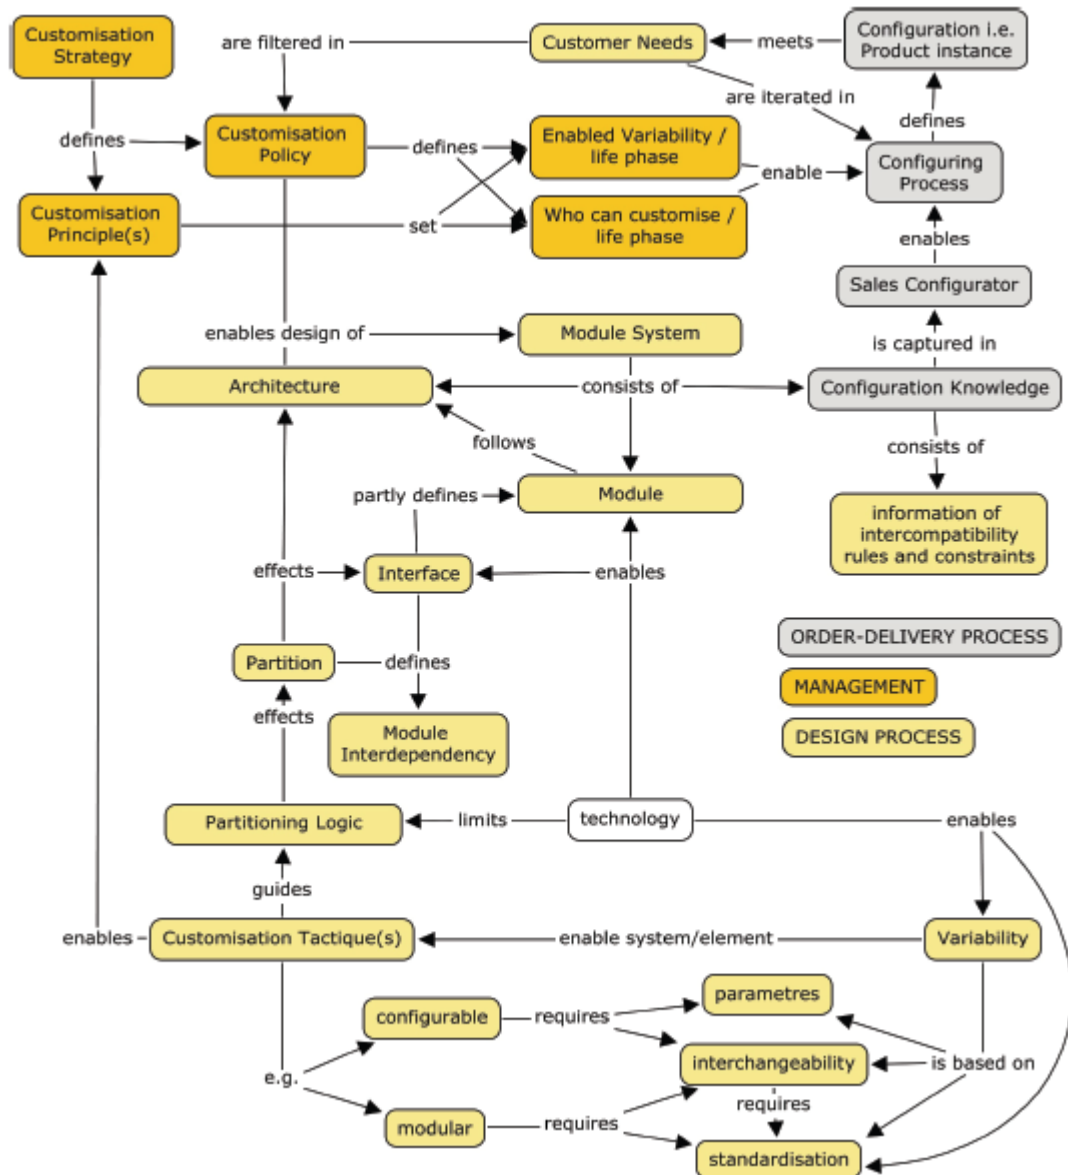 Customisation
Strategy
are filtered in
Customer Needs
meets
Configuration i.e.
Product instance
are iterated in
defines
defines
Customisation
Policy
defines
Enabled Variability /
life phase
enable
Configuring
Process
Customisation
Principle(s)
set
Who can customise /
life phase
enables
Sales Configurator
enables design of
Module System
is captured in
Architecture
consists of
Configuration Knowledge
follows
consists of
partly defines
Module
information of
intercompatibility
rules and constraints
effects
Interface
enables
ORDER-DELIVERY PROCESS
Partition
defines
MANAGEMENT
effects
Module
Interdependency
DESIGN PROCESS
Partitioning Logic
limits
technology
enables
guides
enables
Customisation Tactique(s)
enable system/element
Variability
configurable
requires
parametres
e.g.
interchangeability
is based on
modular
requires
requires
standardisation